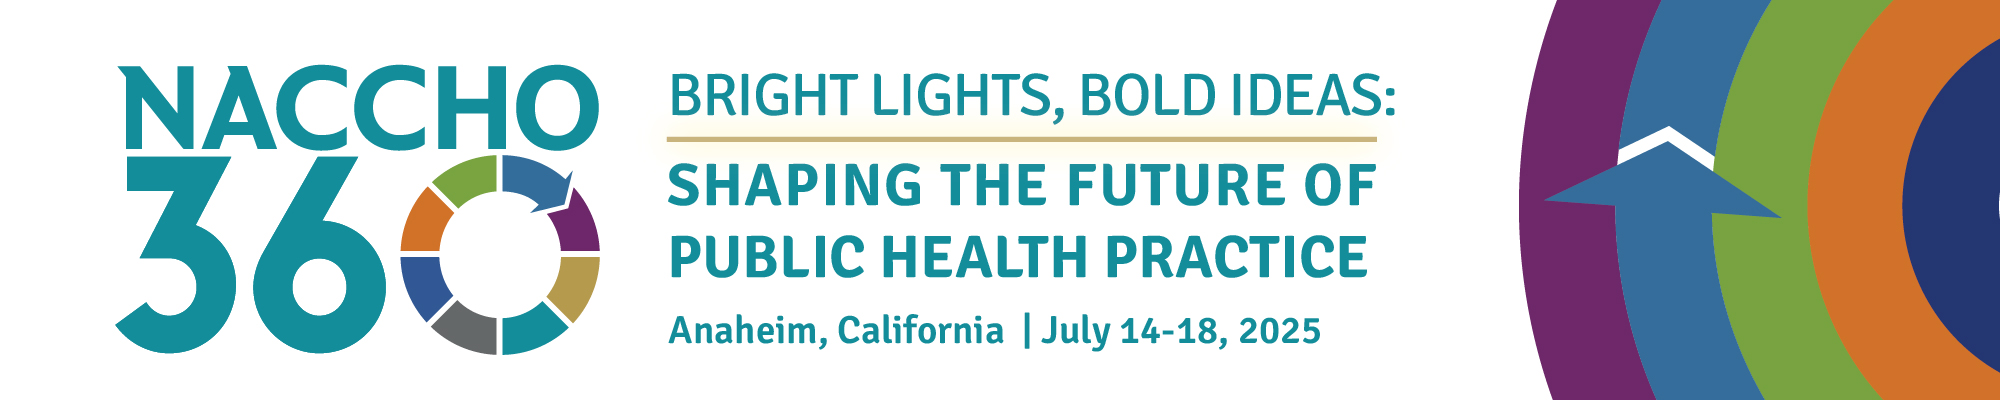 NACCHO
360
BRIGHT LIGHTS, BOLD IDEAS:
SHAPING THE FUTURE OF
PUBLIC HEALTH PRACTICE
Anaheim, California | July 14-18, 2025